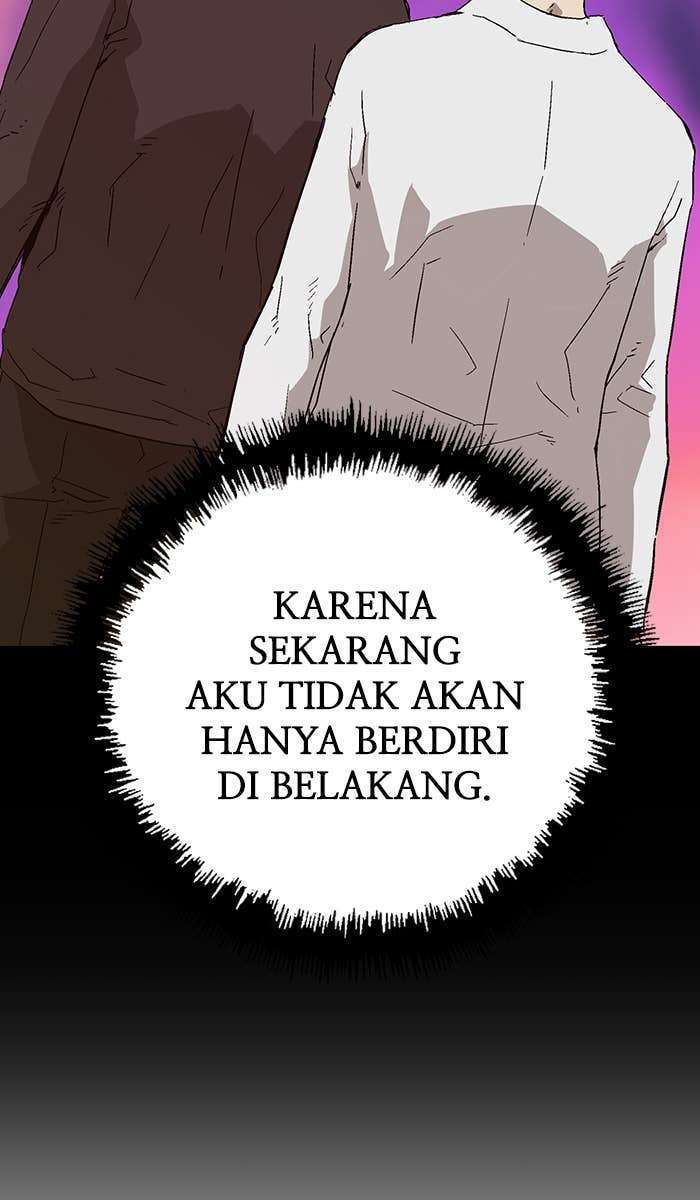 KARENA
SEKARANG
AKU TIDAK AKAN
HANYA BERDIRI
DI BELAKANG.